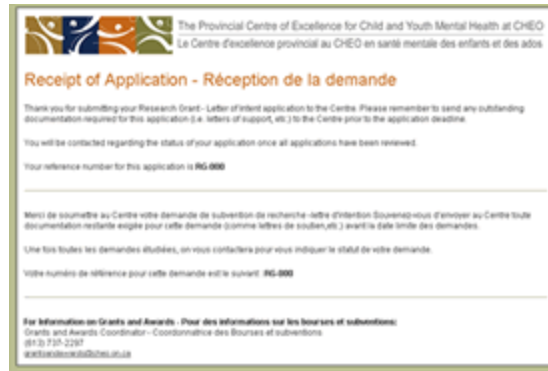 The Provincial Centre of Excellence for Child and Youth Mental Health at CHEO
Le Centre d'excellence provincial au CHEO en santé mentale des enfants et des ados
Receipt of Application - Réception de la demande
Thank you for submitting your Research Grant - Letter of Intent application to the Centre. Please remember to send any outstanding
documentation required for this application (i.e. letters of support, etc.) to the Centre prior to the application deadline.
You will be contacted regarding the status of your application once all applications have been reviewed.
Your reference number for this application is RG-000
Merci de soumettre au Centre votre demande de subvention de recherche -lettre d'intention Souvenez-vous d'envoyer au Centre toute
documentation restante exigée pour cette demande (comme lettres de soutien,etc.) avant la date limite des demandes.
Une fois toutes les demandes étudiées, on vous contactera pour vous indiquer le statut de votre demande.
Votre numéro de référence pour cette demande est le suivant :RG-000
For Information on Grants and Awards - Pour des informations sur les bourses et subventions:
Grants and Awards Coordinator - Coordonnatrice des Bourses et subventions
(613) 737-2297
grantsandawards@cheo.on.ca